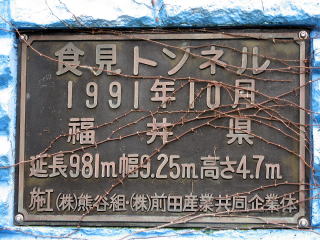 食見トンネル
1991年10月
福井県
延長981m幅9.25m高さ4.7m
施工 (株)熊谷組・(株)前田産業共同企業体